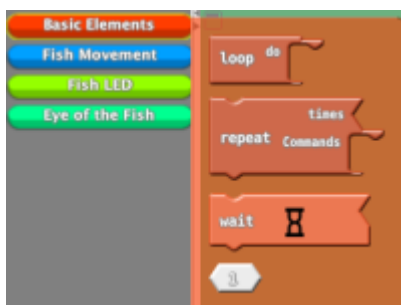 Basic Elements
Fish Movement
Fish LED
Eye of the Fish
loop do
times
repeat Commands
wait
1